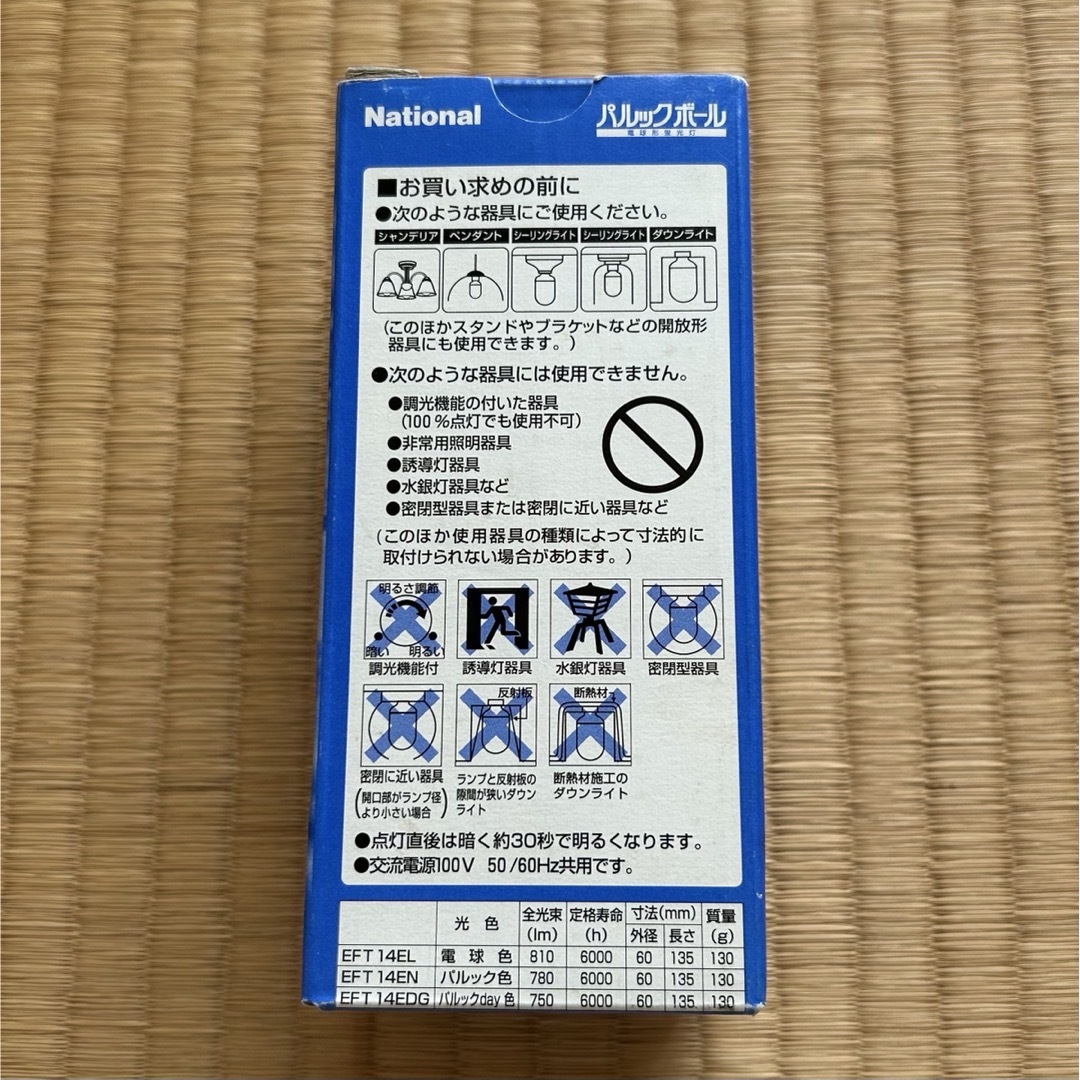 National
パルックボール
電球形蛍光灯
■お買い求めの前に
●次のような器具にご使用ください。
シャンデリア ペンダント シーリングライト シーリングライト ダウンライト
(このほかスタンドやブラケットなどの開放形
器具にも使用できます。)
●次のような器具には使用できません。
●調光機能の付いた器具
(100%点灯でも使用不可)
●非常用照明器具
●誘導灯器具
●水銀灯器具など
●密閉型器具または密閉に近い器具など
(このほか使用器具の種類によって寸法的に
取付けられない場合があります。)
明るさ調節
暗い 明るい
調光機能付 誘導灯器具 水銀灯器具 密閉型器具
反射板 断熱材
密閉に近い器具
(開口部がランプ径
より小さい場合)
ランプと反射板の
隙間が狭いダウン
ライト
断熱材施工の
ダウンライト
●点灯直後は暗く約30秒で明るくなります。
●交流電源100V 50/60Hz共用です。
光色 全光束(lm) 定格寿命(h) 寸法(mm) 外径 長さ 質量(g)
EFT14EL 電球色 810 6000 60 135 130
EFT14EN パルック色 780 6000 60 135 130
EFT14EDG パルックday色 750 6000 60 135 130